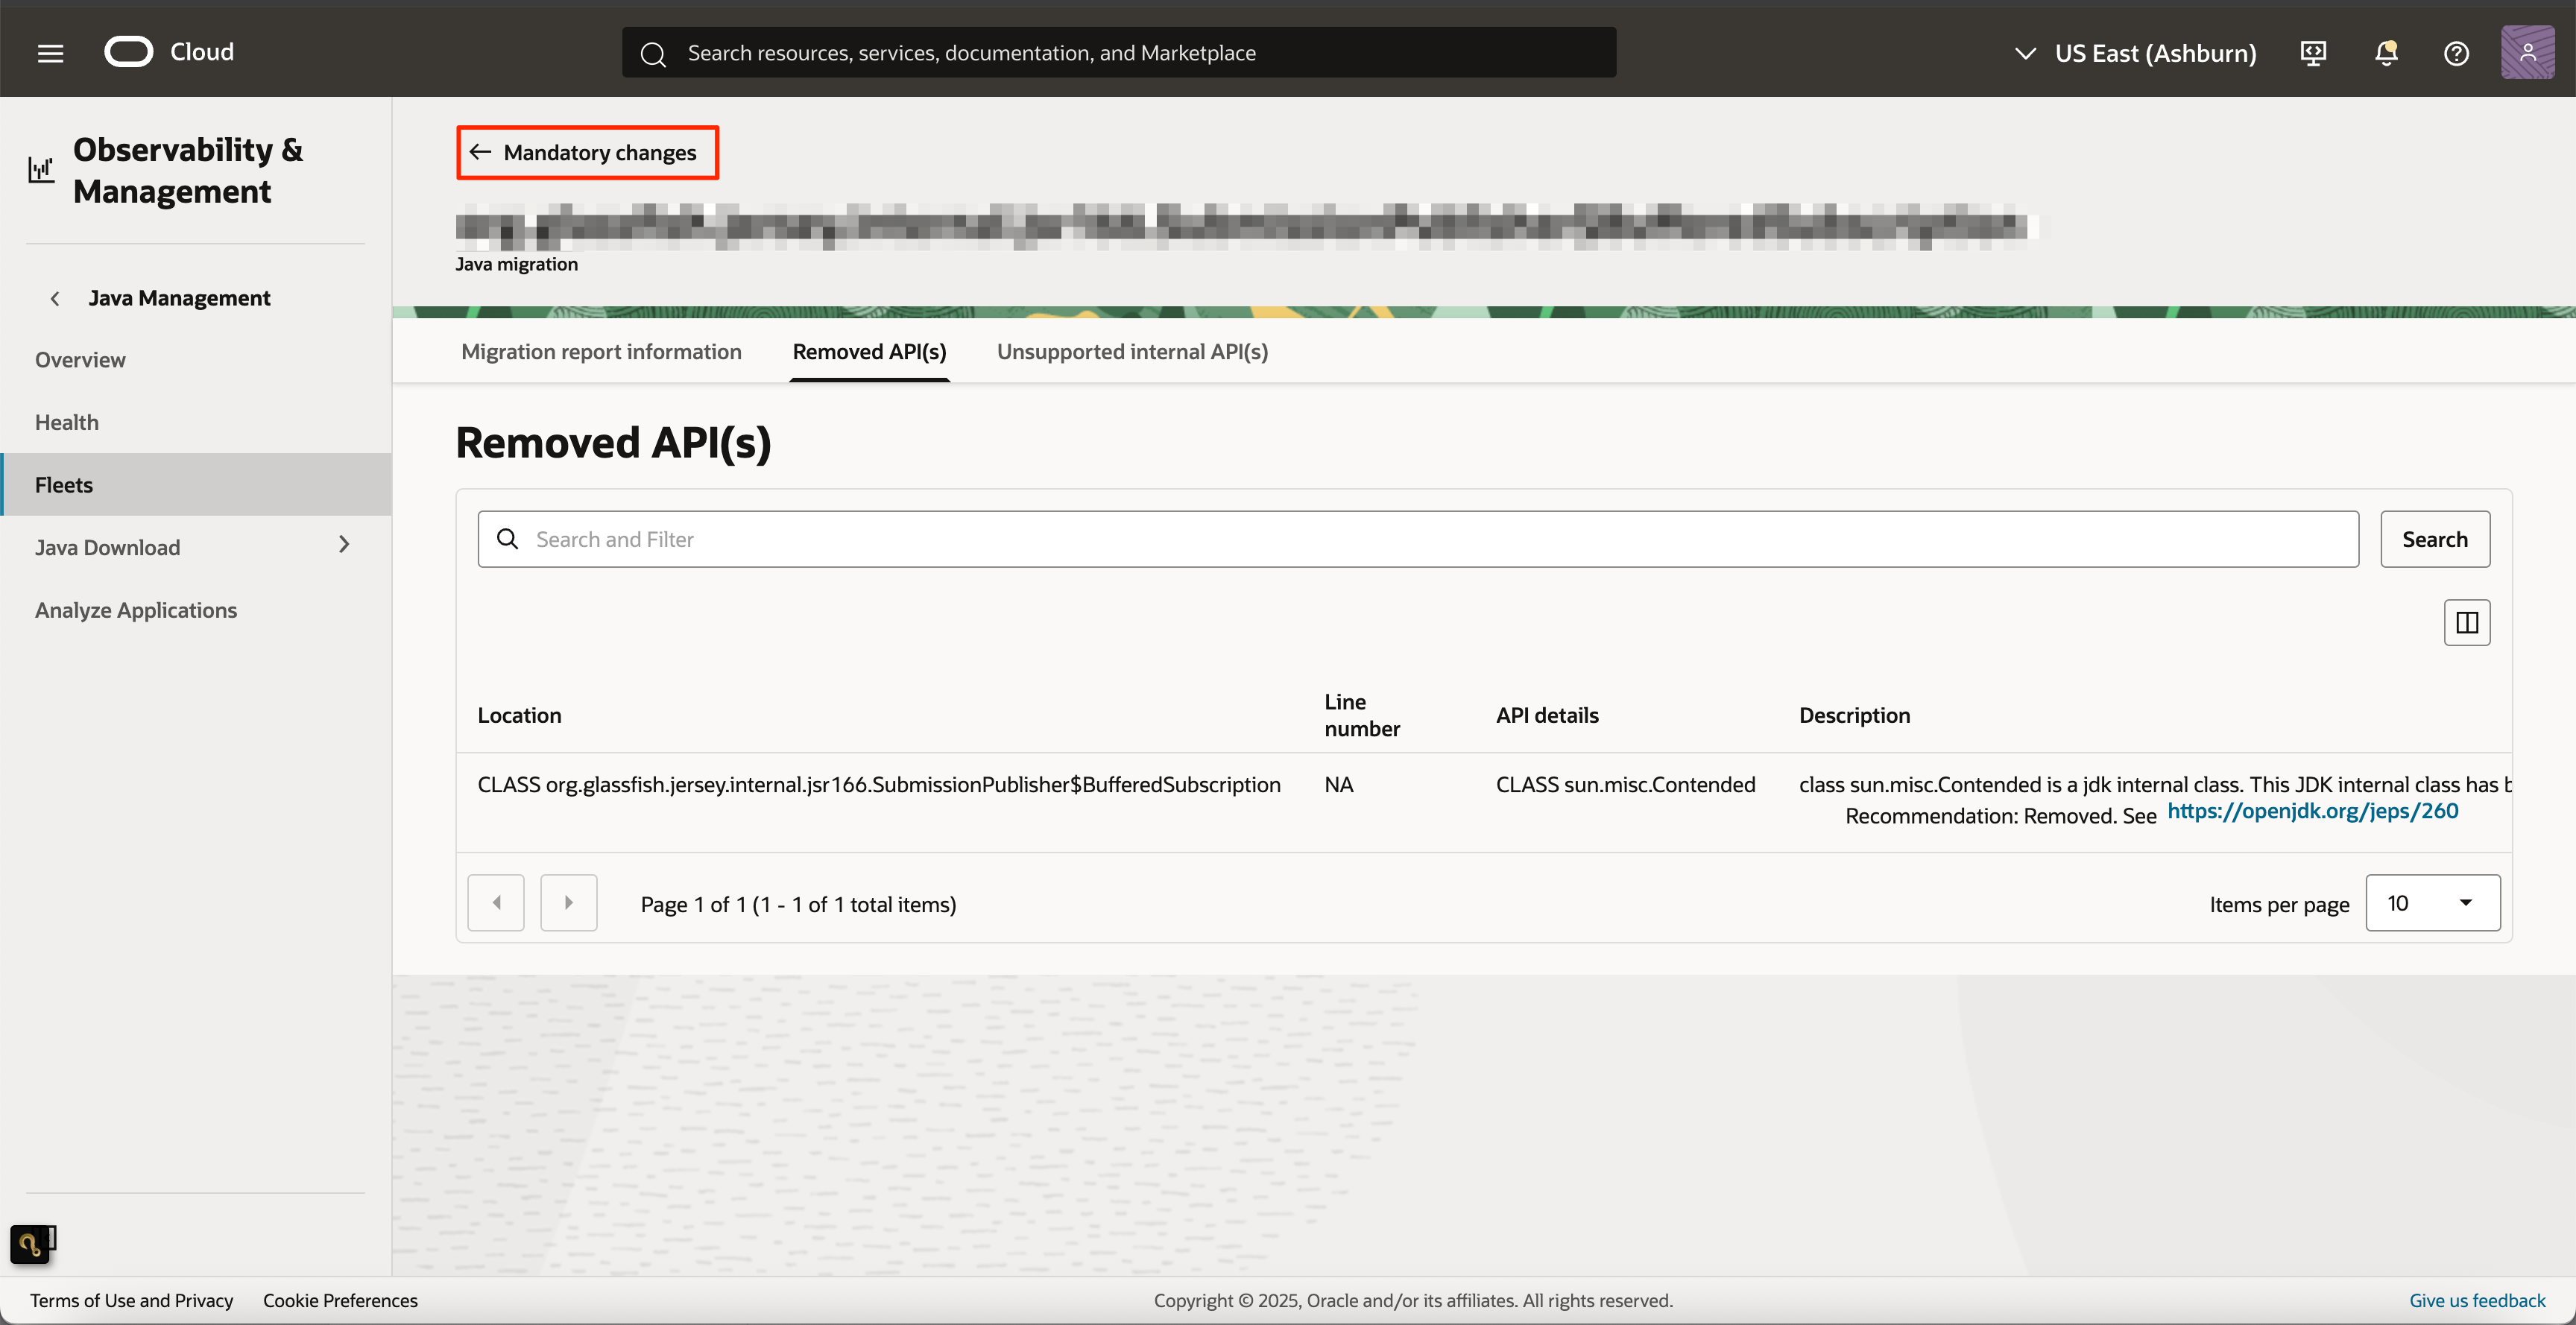 Cloud
Search resources, services, documentation, and Marketplace
US East (Ashburn)
Observability &
Management
Java Management
Overview
Health
Fleets
Java Download
Analyze Applications
Mandatory changes
Java migration
Migration report information
Removed API(s)
Unsupported internal API(s)
Removed API(s)
Search and Filter
Search
Location
Line
number
API details
Description
CLASS org.glassfish.jersey.internal.jsr166.SubmissionPublisher$BufferedSubscription
NA
CLASS sun.misc.Contended
class sun.misc.Contended is a jdk internal class. This JDK internal class has b
Recommendation: Removed. See https://openjdk.org/jeps/260
Page 1 of 1 (1 - 1 of 1 total items)
Items per page
10
Terms of Use and Privacy
Cookie Preferences
Copyright © 2025, Oracle and/or its affiliates. All rights reserved.
Give us feedback